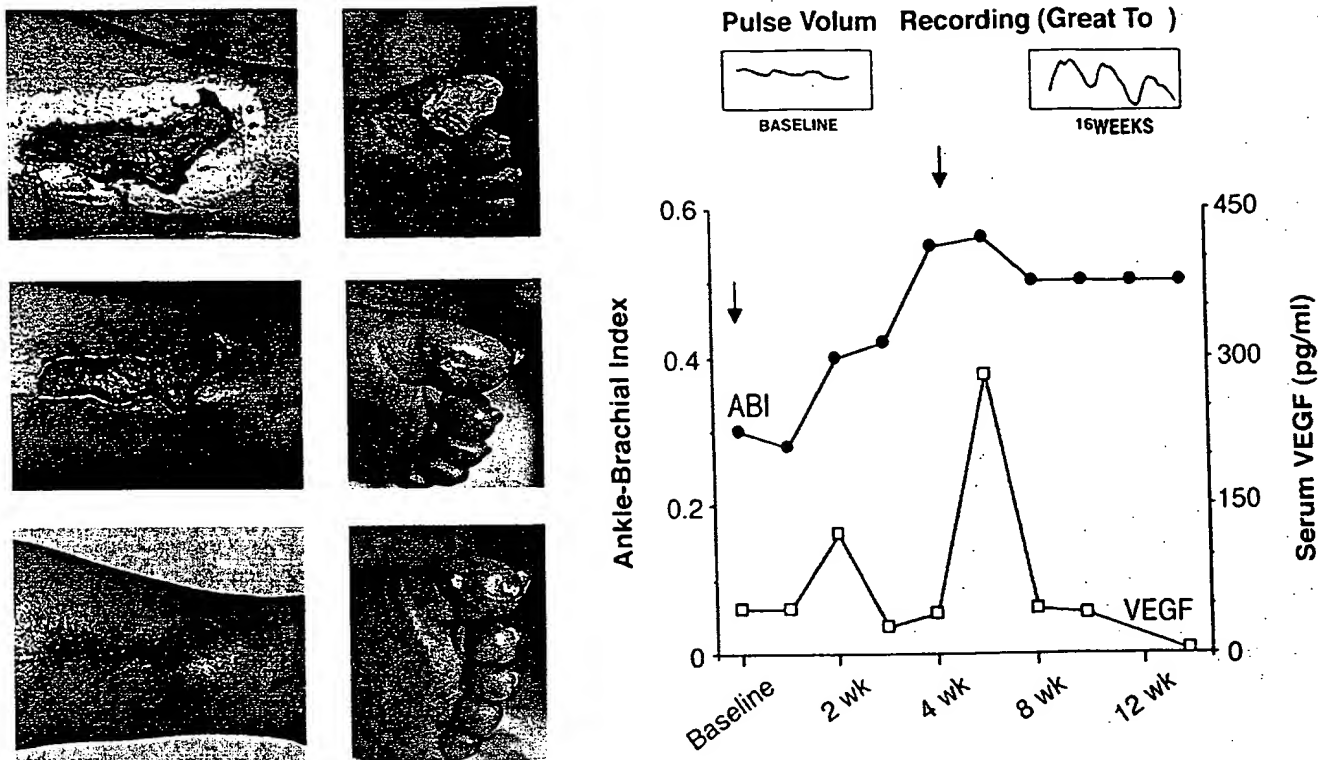 Pulse Volum Recording (Great To )
BASELINE
16WEEKS
0.6
0.4
0.2
0
Ankle-Brachial Index
ABI
VEGF
450
300
150
0
Serum VEGF (pg/ml)
Baseline
2 wk
4 wk
8 wk
12 wk